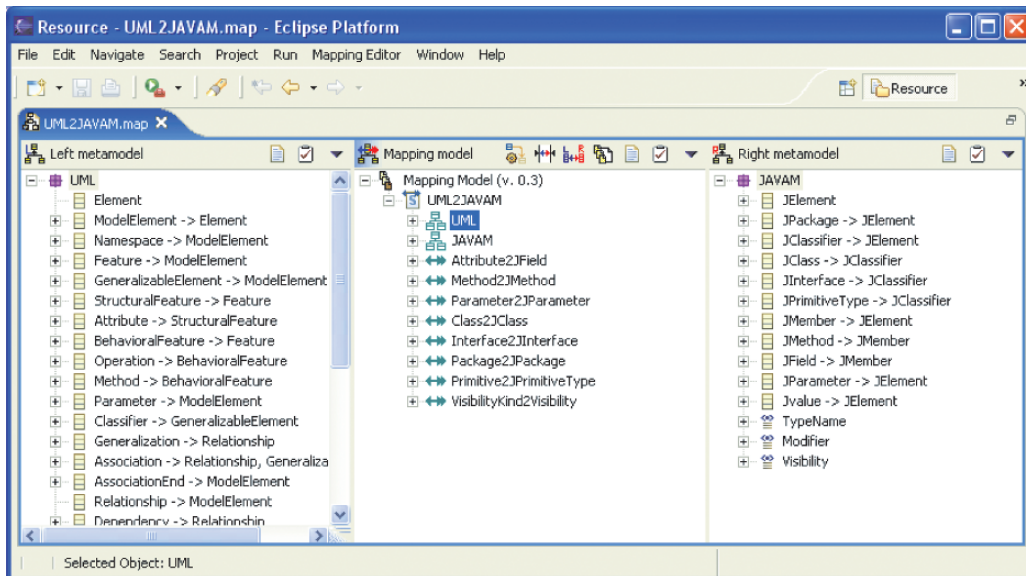 Resource - UML2JAVAM.map - Eclipse Platform
File Edit Navigate Search Project Run Mapping Editor Window Help
Resource
UML2JAVAM.map
Left metamodel
UML
Element
ModelElement -> Element
Namespace -> ModelElement
Feature -> ModelElement
GeneralizableElement -> ModelElement
StructuralFeature -> Feature
Attribute -> StructuralFeature
BehavioralFeature -> Feature
Operation -> BehavioralFeature
Method -> BehavioralFeature
Parameter -> ModelElement
Classifier -> GeneralizableElement
Generalization -> Relationship
Association -> Relationship, Generaliza
AssociationEnd -> ModelElement
Relationship -> ModelElement
Dependency -> Relationship
Mapping model
Mapping Model (v. 0.3)
UML2JAVAM
UML
JAVAM
Attribute2JField
Method2JMethod
Parameter2JParameter
Class2JClass
Interface2JInterface
Package2JPackage
Primitive2JPrimitiveType
VisibilityKind2Visibility
Right metamodel
JAVAM
JElement
JPackage -> JElement
JClassifier -> JElement
JClass -> JClassifier
JInterface -> JClassifier
JPrimitiveType -> JClassifier
JMember -> JElement
JMethod -> JMember
JField -> JMember
JParameter -> JElement
Jvalue -> JElement
TypeName
Modifier
Visibility
Selected Object: UML